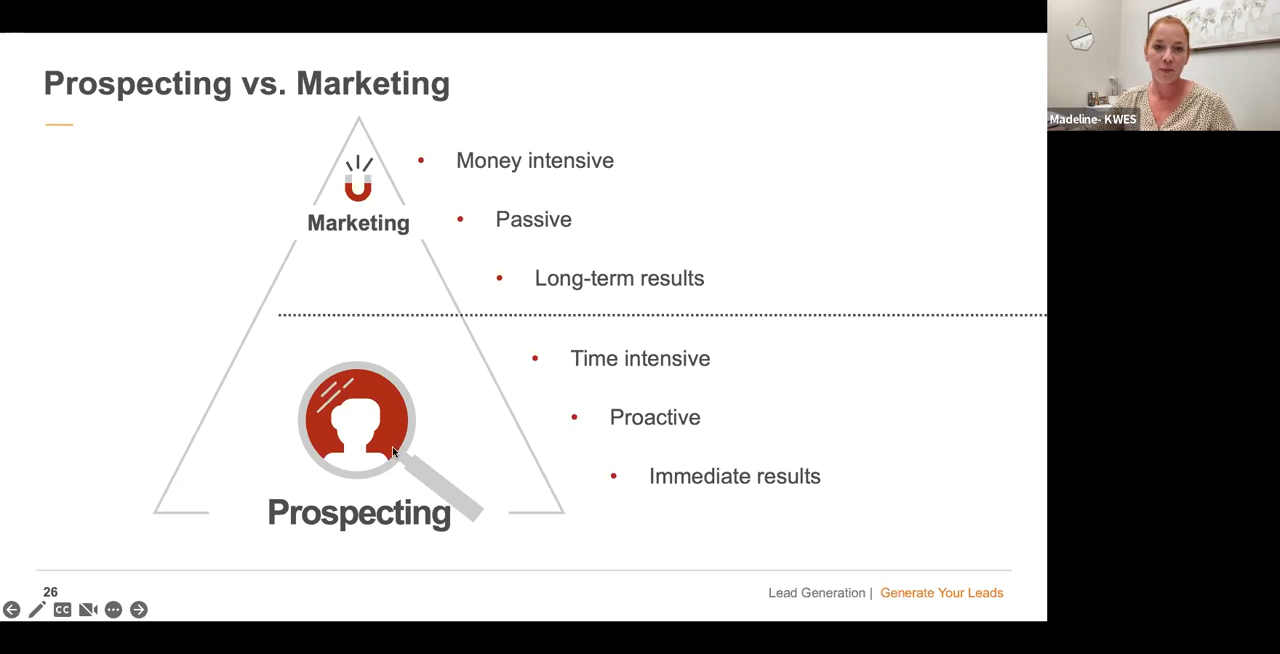 Prospecting vs. Marketing
Marketing
• Money intensive
• Passive
• Long-term results
• Time intensive
• Proactive
• Immediate results
Prospecting
26
Lead Generation | Generate Your Leads
CC
Madeline- KWES